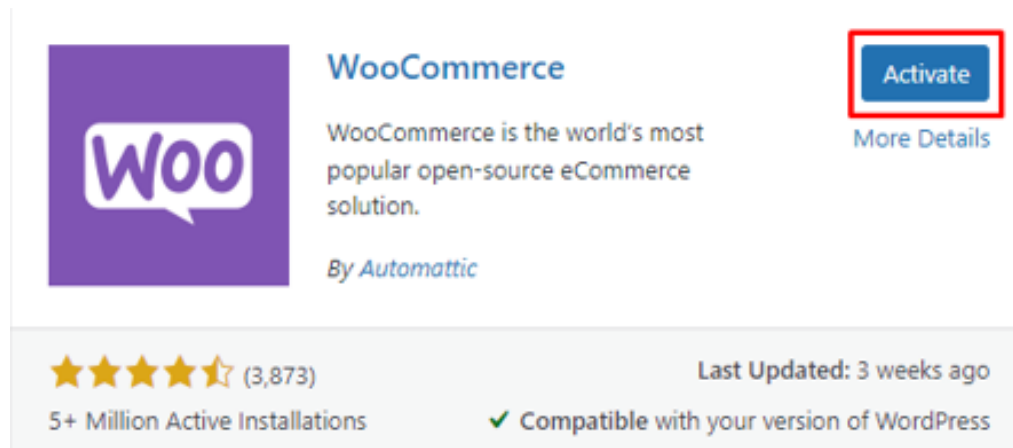 WooCommerce
Activate
Woo
WooCommerce is the world's most
popular open-source eCommerce
solution.
More Details
By Automattic
(3,873)
Last Updated: 3 weeks ago
5+ Million Active Installations
✔ Compatible with your version of WordPress